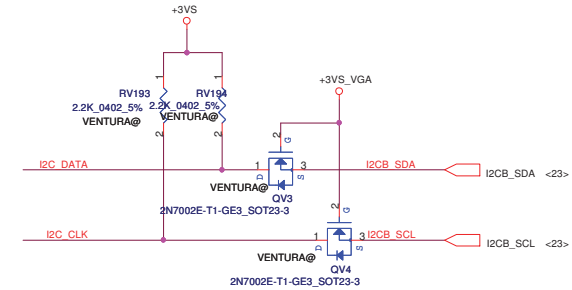 +3VS
+3VS_VGA
1
1
RV193
RV194
2.2K_0402_5%
2.2K_0402_5%
VENTURA@
VENTURA@
2
2
2
G
I2C_DATA
1
3
I2CB_SDA
I2CB_SDA <23>
D
S
VENTURA@
QV3
2N7002E-T1-GE3_SOT23-3
2
G
I2C_CLK
1
3
I2CB_SCL
I2CB_SCL <23>
D
S
VENTURA@
QV4
2N7002E-T1-GE3_SOT23-3